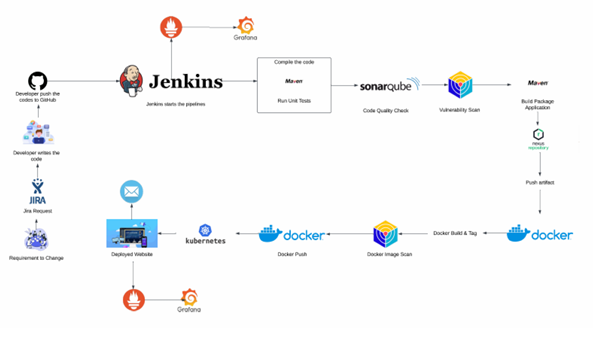 Grafana
Compile the code
Maven
Run Unit Tests
Jenkins
Jenkins starts the pipelines
sonarqube
Code Quality Check
Vulnerability Scan
Maven
Build Package
Application
nexus
repository
Push artifact
docker
Docker Build & Tag
Docker Image Scan
docker
Docker Push
kubernetes
Deployed Website
Grafana
Developer push the
codes to GitHub
Developer writes the
code
JIRA
Jira Request
Requirement to Change